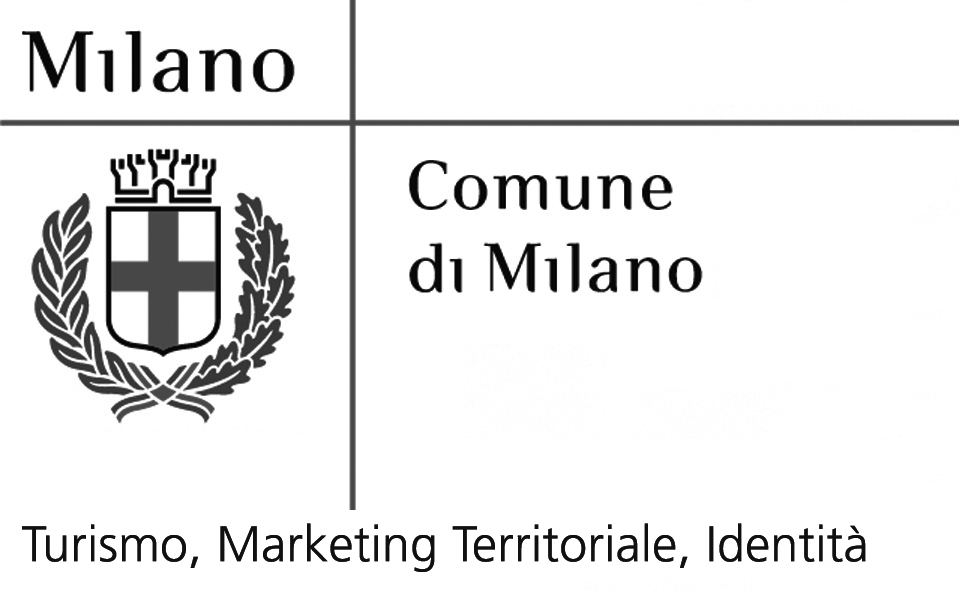 Milano
Comune
di Milano
Turismo, Marketing Territoriale, Identità